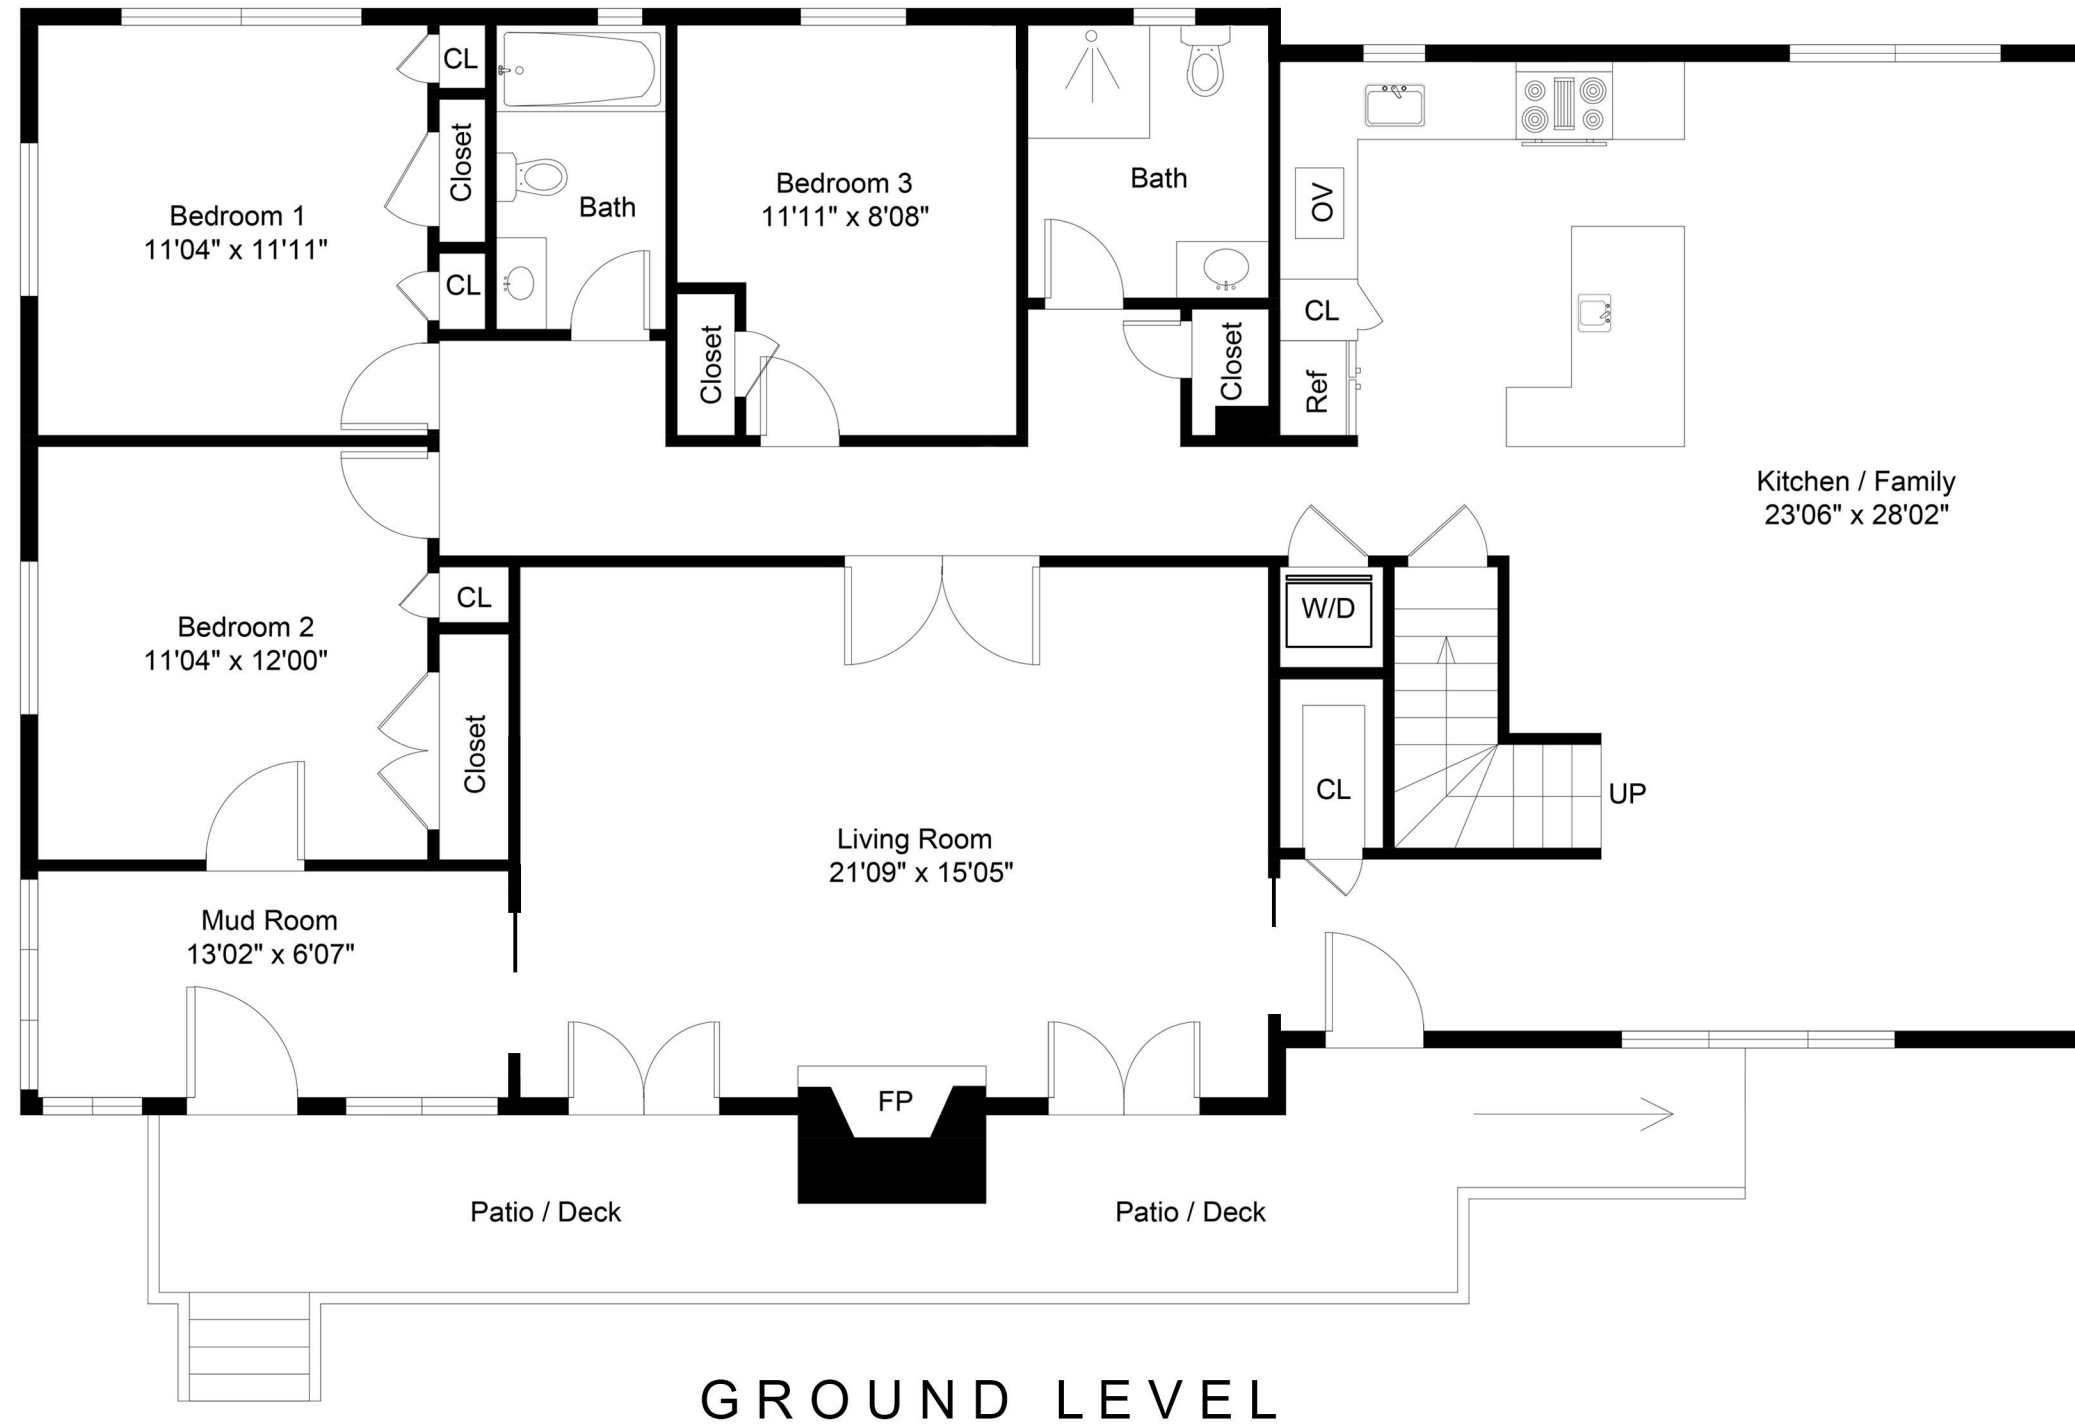 CL
Closet
Bedroom 1
11'04" x 11'11"
CL
Bath
Bedroom 3
11'11" x 8'08"
Closet
Bath
Closet
OV
CL
Ref
Kitchen / Family
23'06" x 28'02"
Bedroom 2
11'04" x 12'00"
CL
Closet
W/D
CL
UP
Living Room
21'09" x 15'05"
Mud Room
13'02" x 6'07"
FP
Patio / Deck
Patio / Deck
GROUND LEVEL